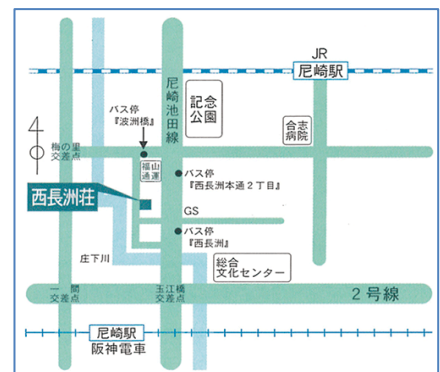 JR
尼崎駅
尼崎池田線
記念
公園
バス停
『波洲橋』
合志
病院
梅の里
交差点
福山
通運
バス停
『西長洲本通2丁目』
西長洲荘
GS
バス停
『西長洲』
庄下川
総合
文化センター
一間
交差点
玉江橋
交差点
2号線
尼崎駅
阪神電車